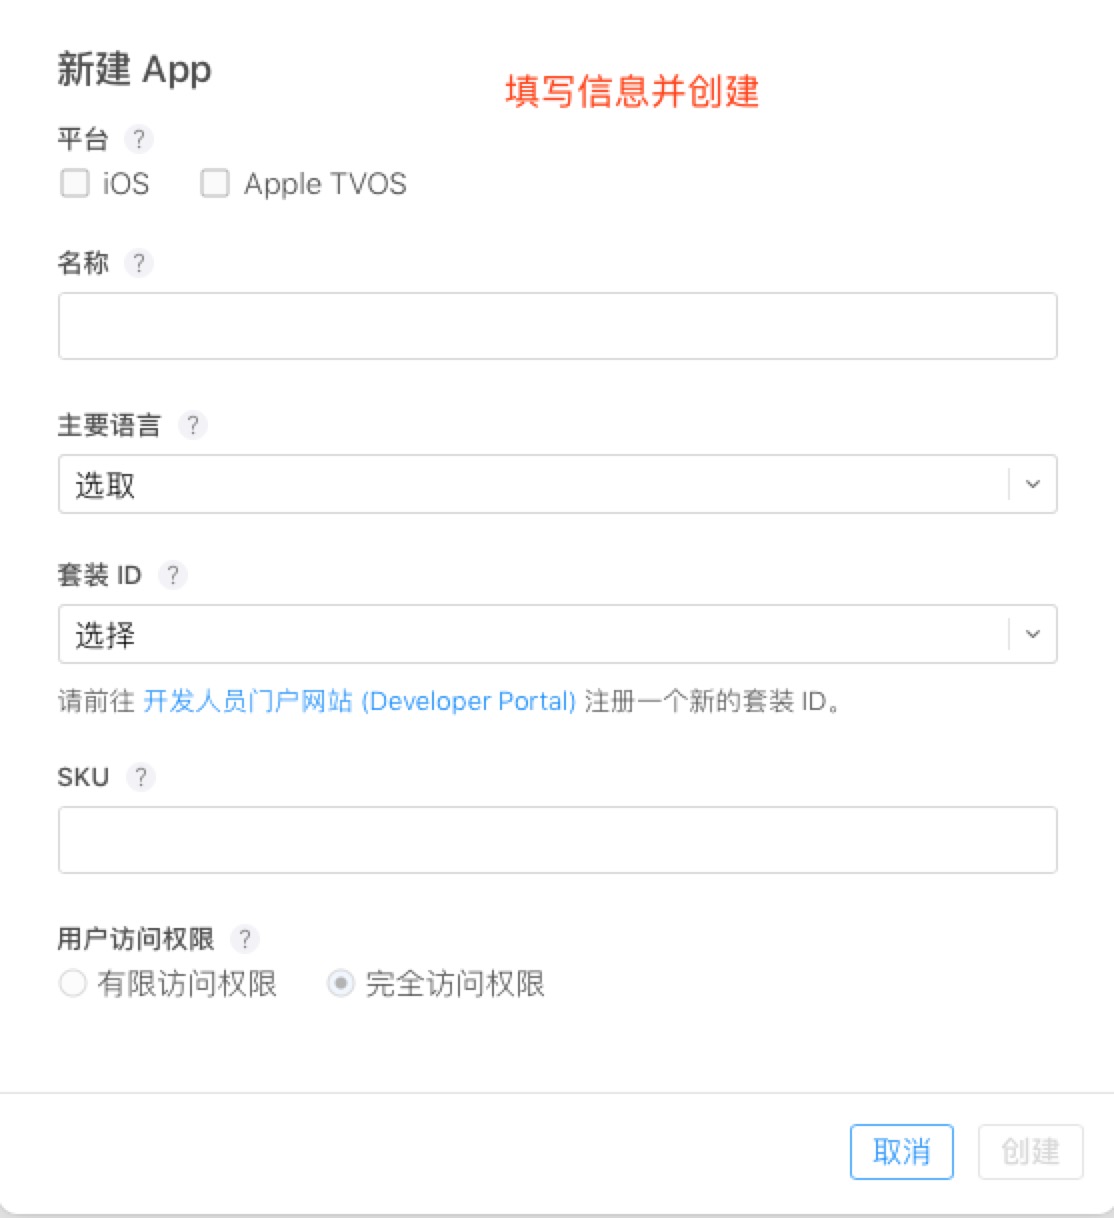 新建 App
填写信息并创建
平台 ?
iOS Apple TVOS
名称 ?
主要语言 ?
选取
套装 ID ?
选择
请前往 开发人员门户网站 (Developer Portal) 注册一个新的套装 ID。
SKU ?
用户访问权限 ?
有限访问权限 完全访问权限
取消 创建